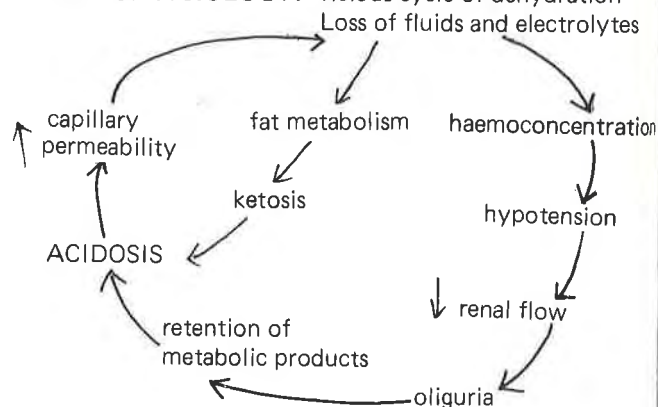 Vicious cycle of dehydration
Loss of fluids and electrolytes
↑ capillary
permeability
fat metabolism
haemoconcentration
ketosis
hypotension
ACIDOSIS
↓ renal flow
retention of
metabolic products
oliguria